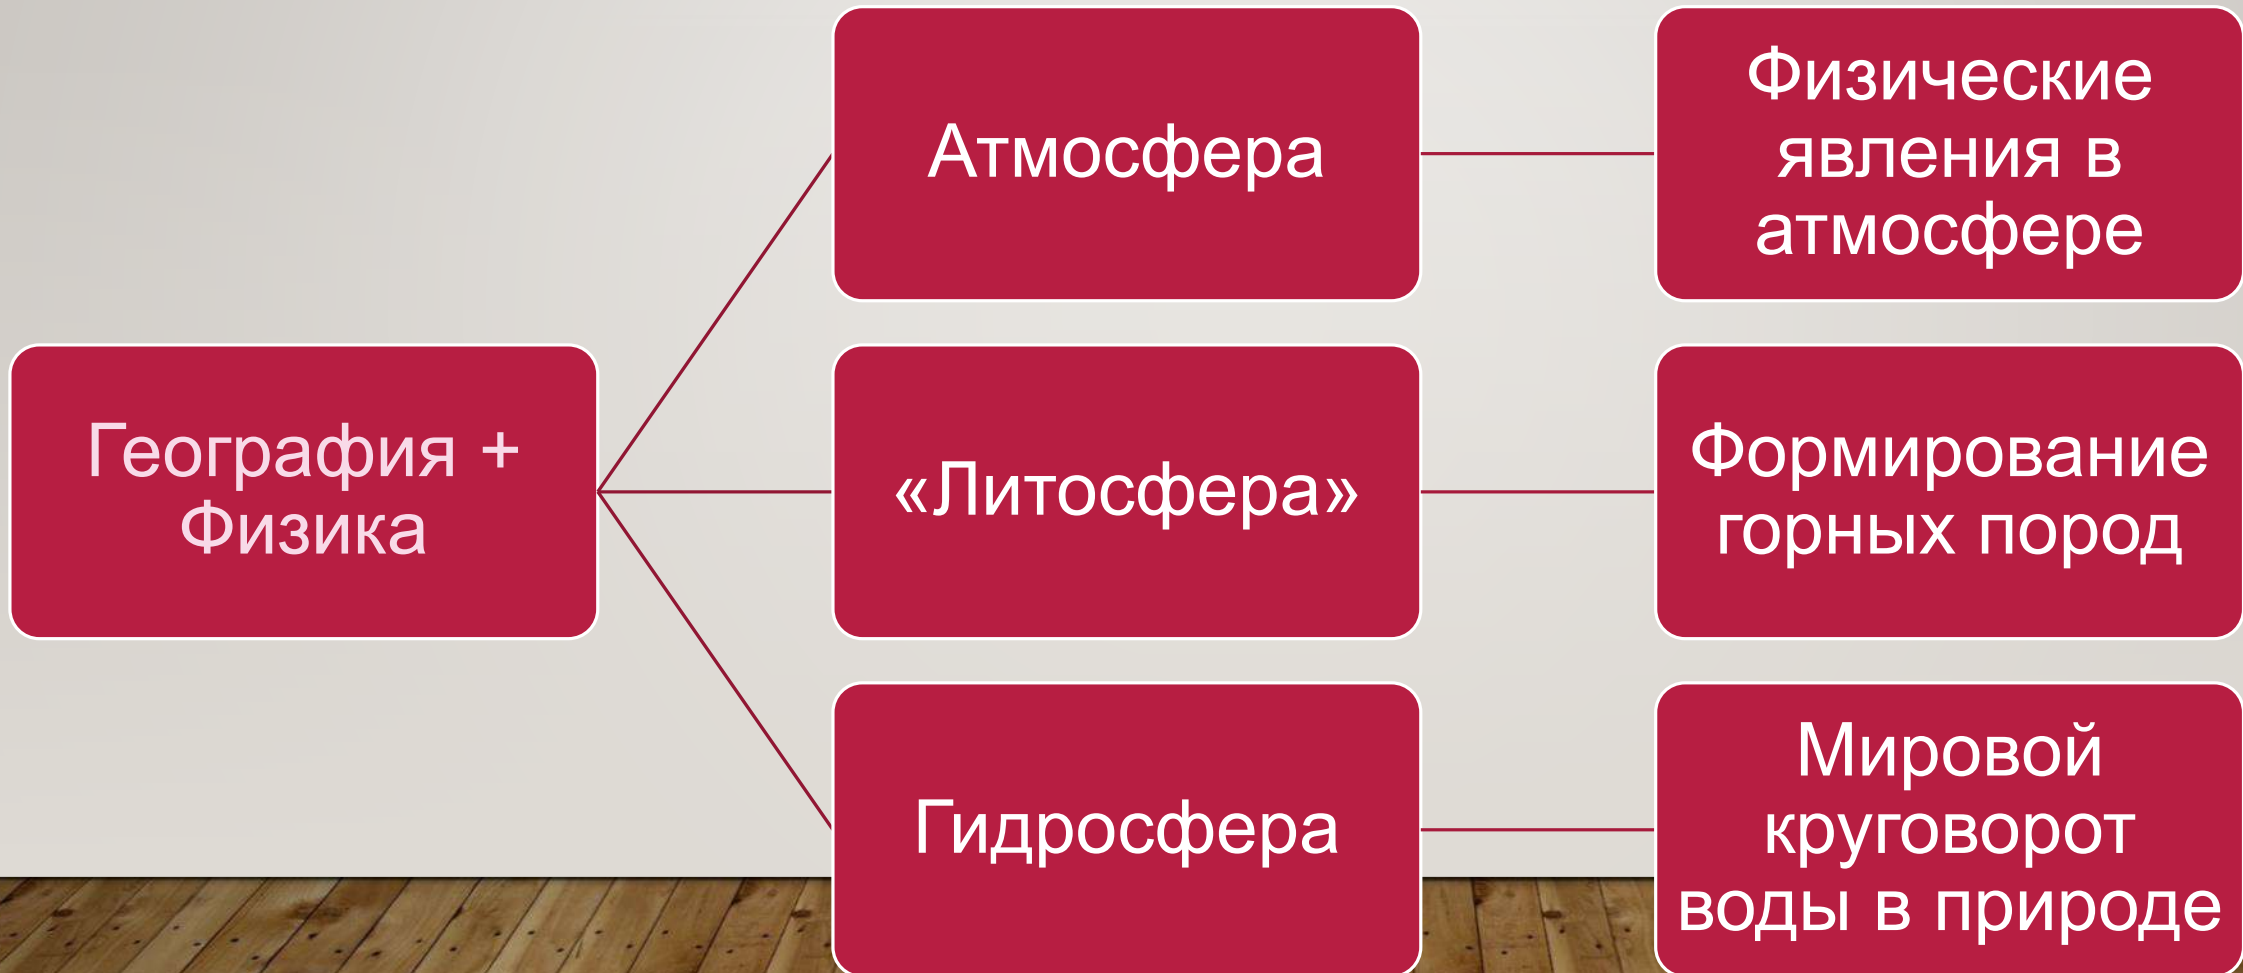 География +
Физика
Атмосфера
Физические
явления в
атмосфере
«Литосфера»
Формирование
горных пород
Гидросфера
Мировой
круговорот
воды в природе